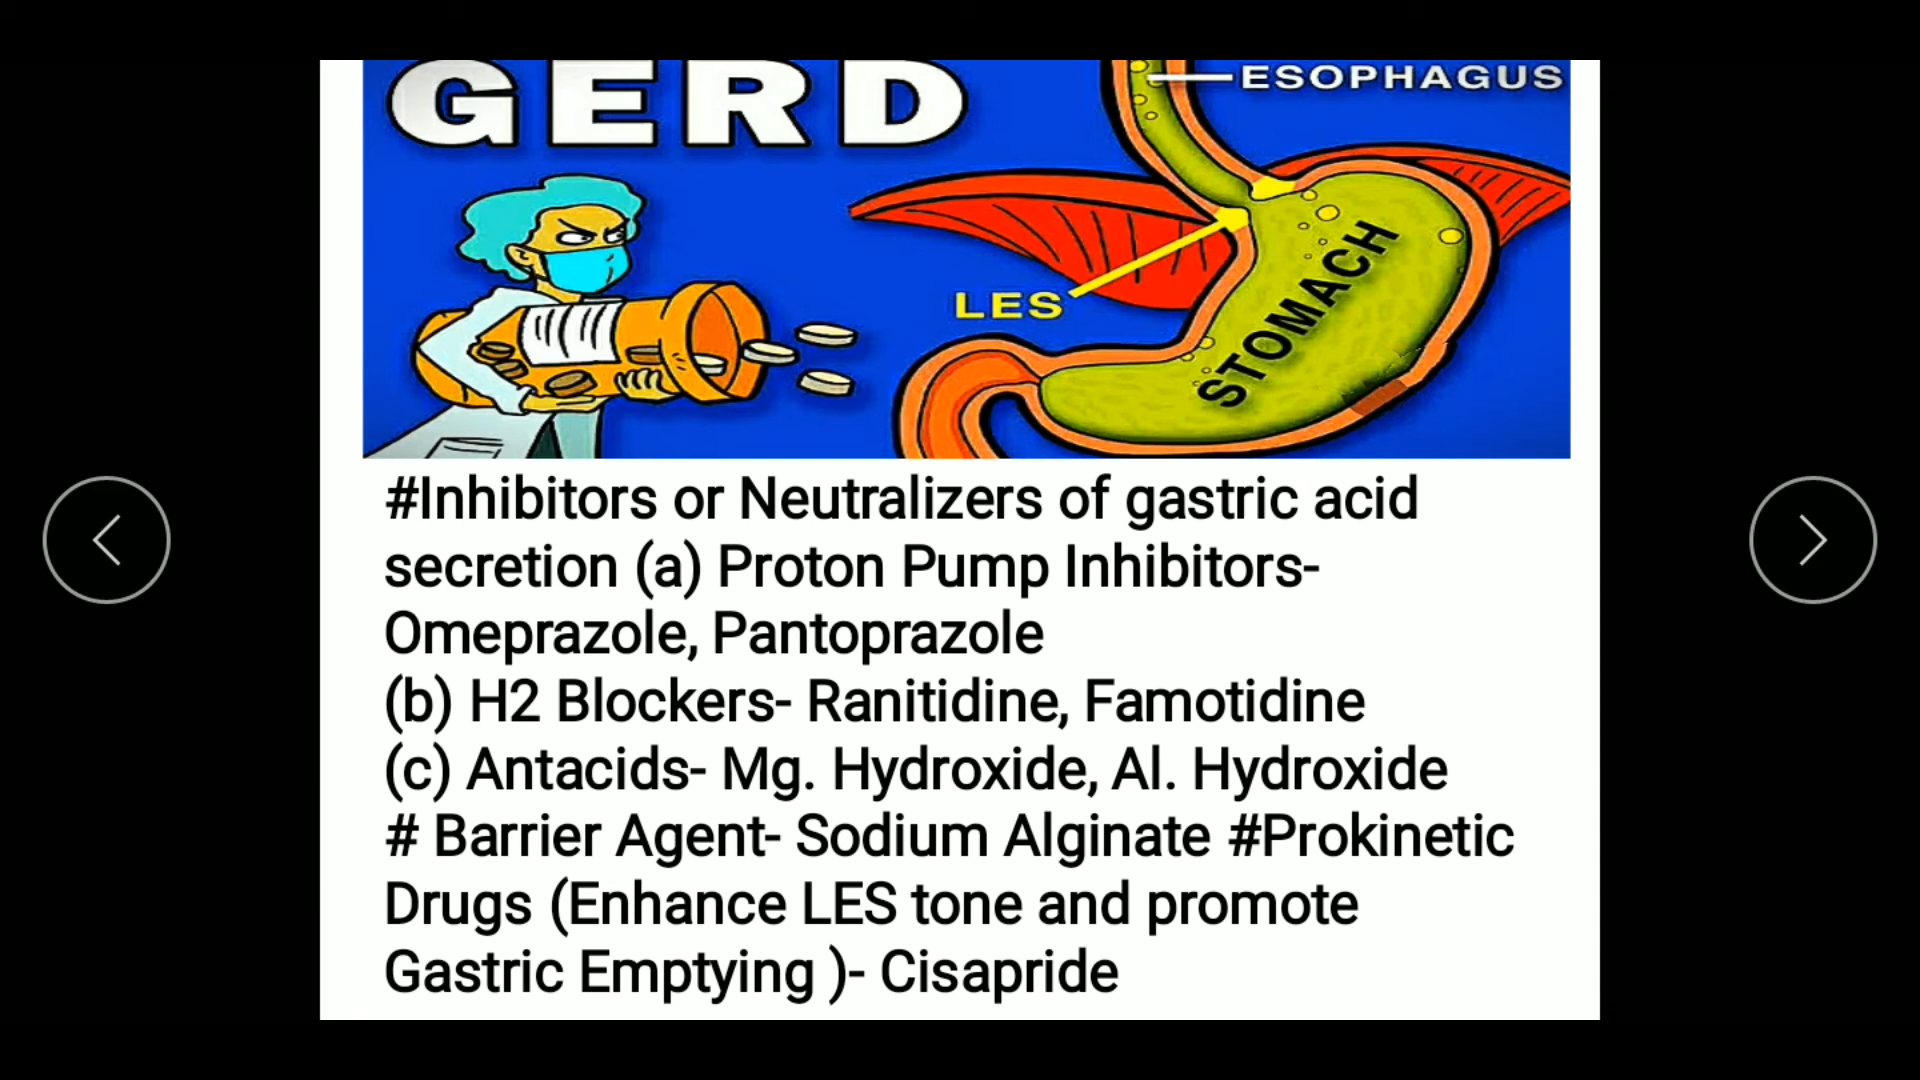 GERD
ESOPHAGUS
LES
STOMACH
#Inhibitors or Neutralizers of gastric acid
secretion (a) Proton Pump Inhibitors-
Omeprazole, Pantoprazole
(b) H2 Blockers- Ranitidine, Famotidine
(c) Antacids- Mg. Hydroxide, Al. Hydroxide
# Barrier Agent- Sodium Alginate #Prokinetic
Drugs (Enhance LES tone and promote
Gastric Emptying )- Cisapride